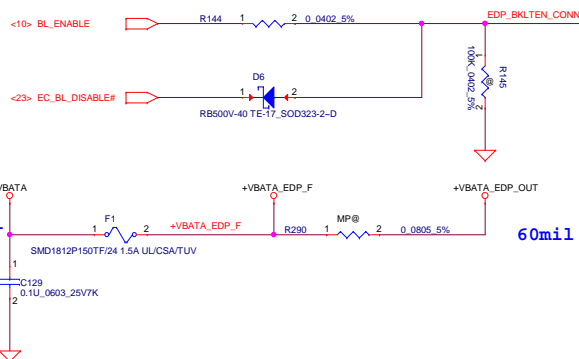 <10> BL_ENABLE
R144 1 2 0_0402_5%
EDP_BKLTEN_CONN
1
R145
@
100K_0402_5%
2
<23> EC_BL_DISABLE#
D6
1 2
RB500V-40 TE-17_SOD323-2~D
VBATA
+VBATA_EDP_F
+VBATA_EDP_OUT
F1
1 2
+VBATA_EDP_F
MP@
R290 1 2 0_0805_5%
60mil
SMD1812P150TF/24 1.5A UL/CSA/TUV
1
C129
0.1U_0603_25V7K
2